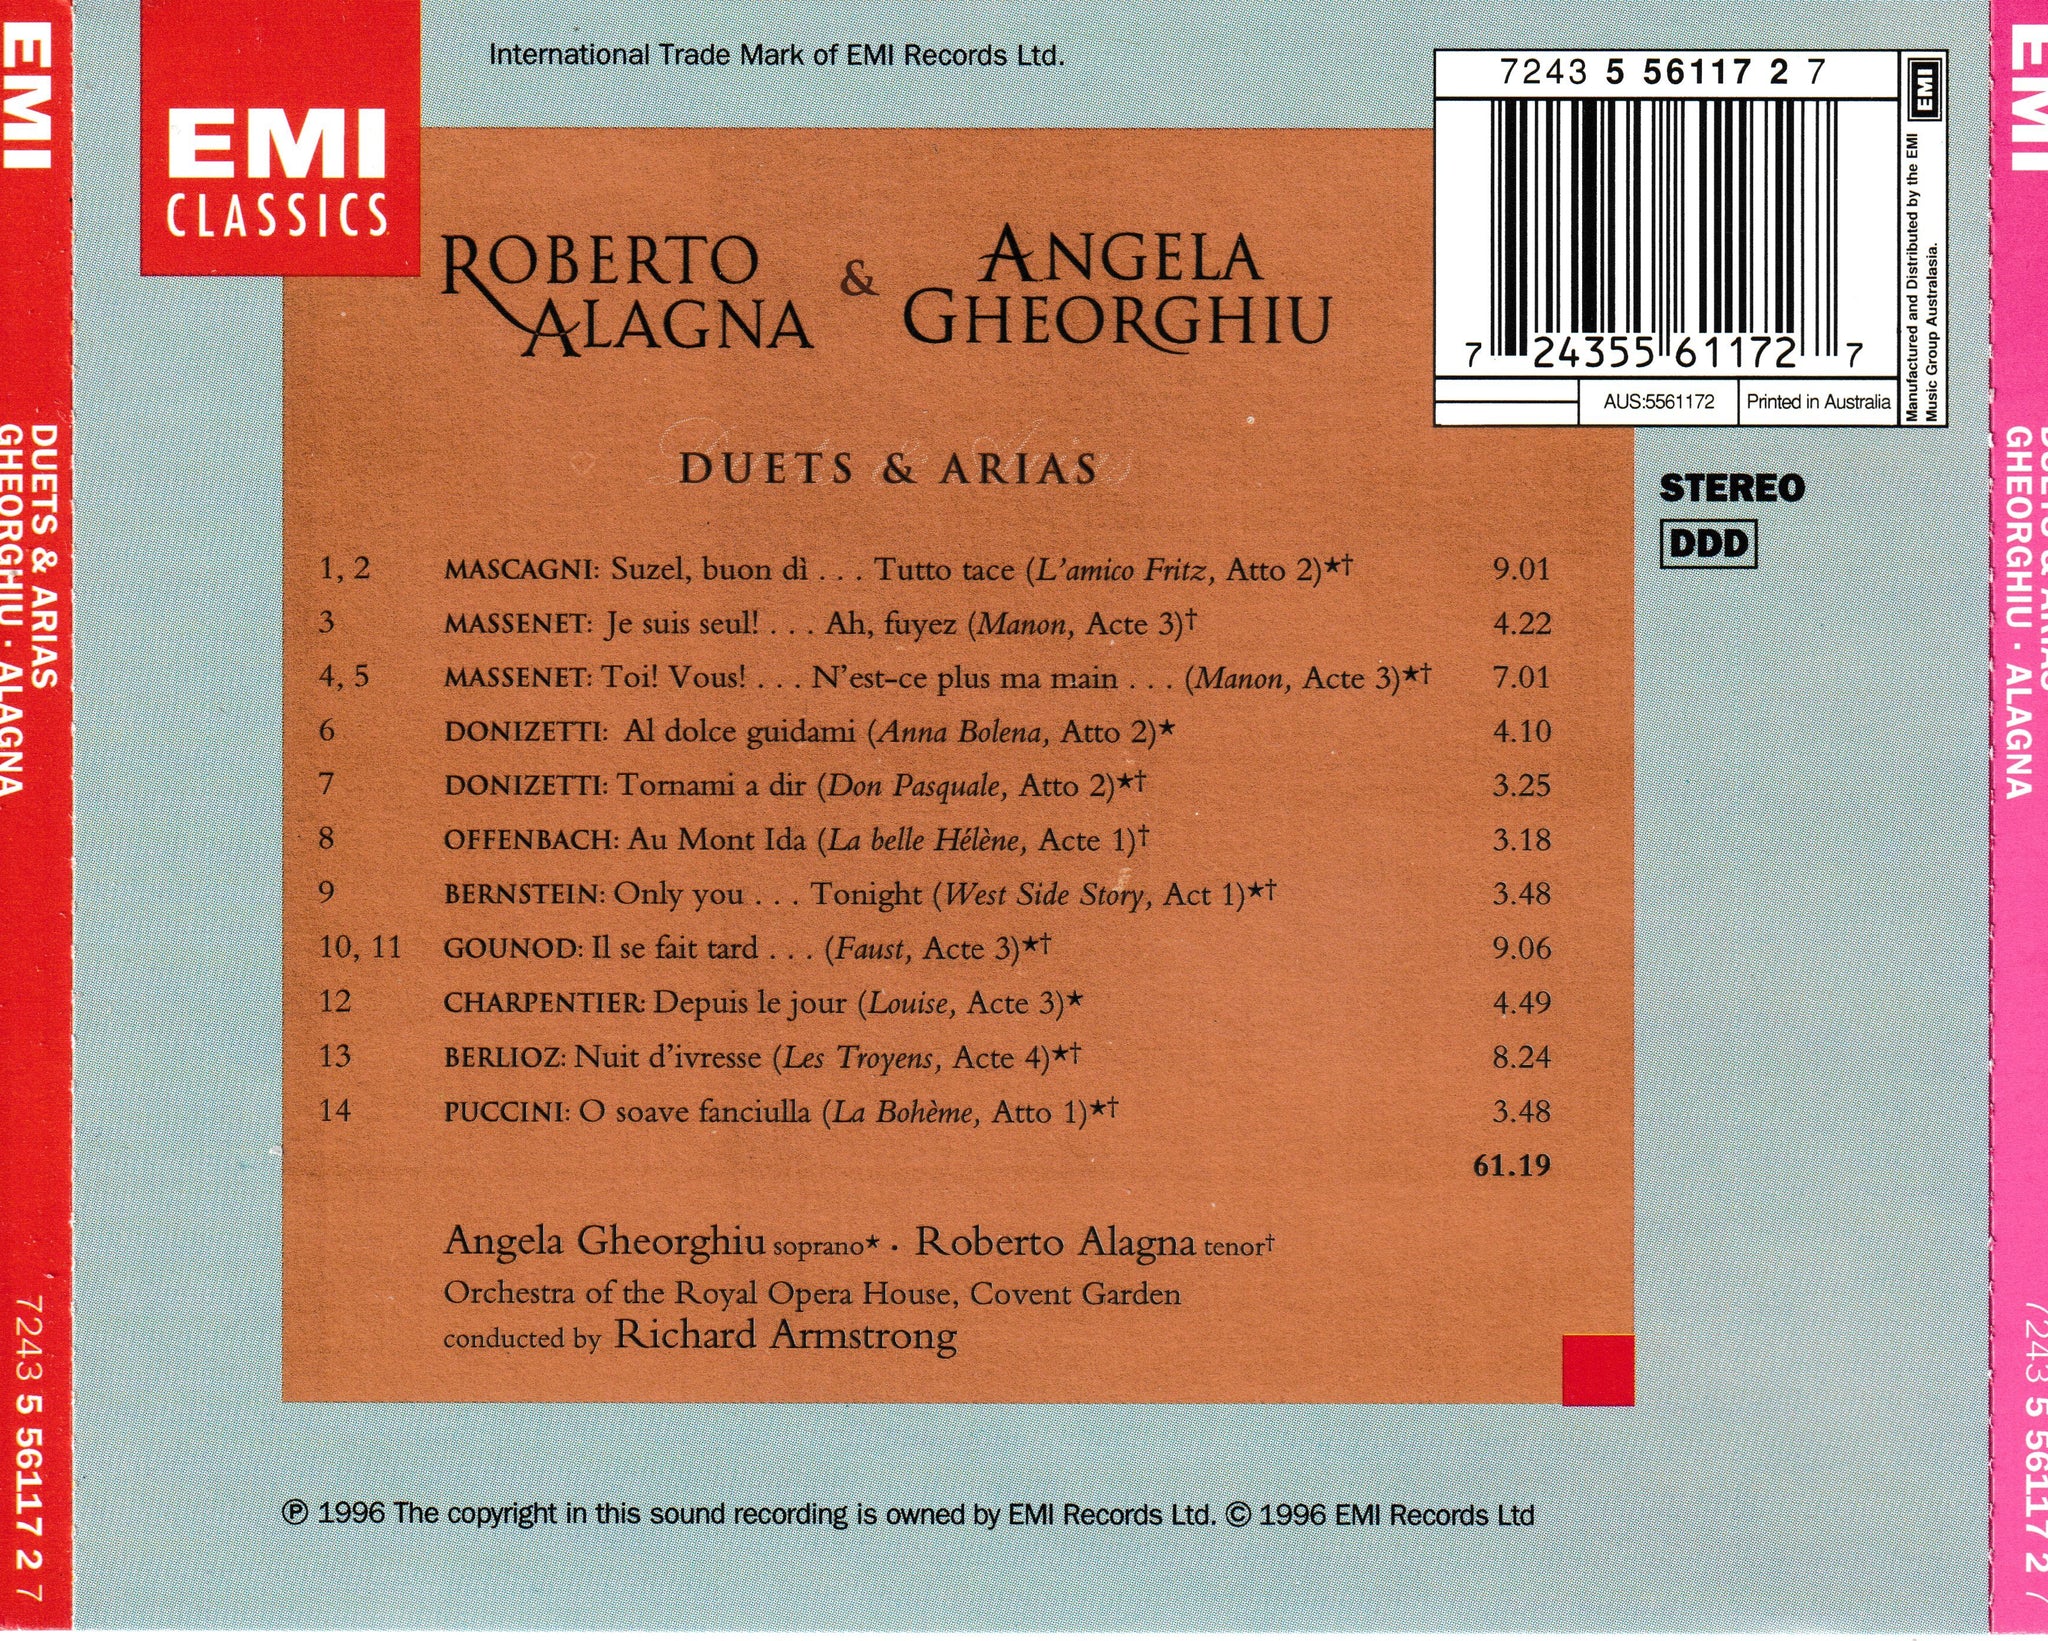 International Trade Mark of EMI Records Ltd.
EMI
CLASSICS
7243 5 56117 2 7
7 24355 61172 7
AUS:5561172
Printed in Australia
EMI
Manufactured and Distributed by the EMI
Music Group Australasia.
ROBERTO
ALAGNA
&
ANGELA
GHEORGHIU
DUETS & ARIAS
STEREO
DDD
1, 2 MASCAGNI: Suzel, buon dì . . . Tutto tace (L'amico Fritz, Atto 2)★† 9.01
3 MASSENET: Je suis seul! . . . Ah, fuyez (Manon, Acte 3)† 4.22
4, 5 MASSENET: Toi! Vous! . . . N'est-ce plus ma main . . . (Manon, Acte 3)★† 7.01
6 DONIZETTI: Al dolce guidami (Anna Bolena, Atto 2)★ 4.10
7 DONIZETTI: Tornami a dir (Don Pasquale, Atto 2)★† 3.25
8 OFFENBACH: Au Mont Ida (La belle Hélène, Acte 1)† 3.18
9 BERNSTEIN: Only you . . . Tonight (West Side Story, Act 1)★† 3.48
10, 11 GOUNOD: Il se fait tard . . . (Faust, Acte 3)★† 9.06
12 CHARPENTIER: Depuis le jour (Louise, Acte 3)★ 4.49
13 BERLIOZ: Nuit d'ivresse (Les Troyens, Acte 4)★† 8.24
14 PUCCINI: O soave fanciulla (La Bohème, Atto 1)★† 3.48
61.19
Angela Gheorghiu soprano★ · Roberto Alagna tenor†
Orchestra of the Royal Opera House, Covent Garden
conducted by Richard Armstrong
℗ 1996 The copyright in this sound recording is owned by EMI Records Ltd. © 1996 EMI Records Ltd
EMI
DUETS & ARIAS
GHEORGHIU · ALAGNA
7243 5 56117 2 7
EMI
DUETS & ARIAS
GHEORGHIU · ALAGNA
7243 5 56117 2 7